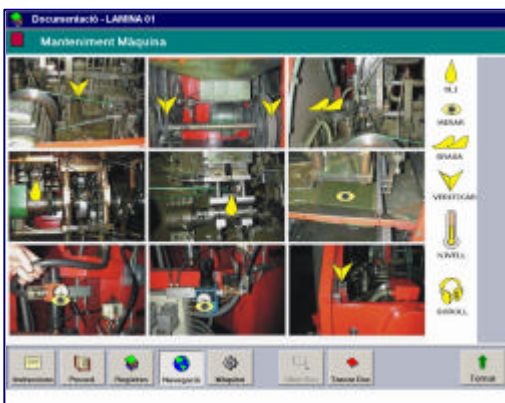 Documentació - LAMINA 01
Manteniment Màquina
OLI
MIRAR
GRASA
VERIFICAR
NIVELL
SOROLL
Instruccions
Procés
Registres
Navegació
Màquina
Tancar Doc
Tornar